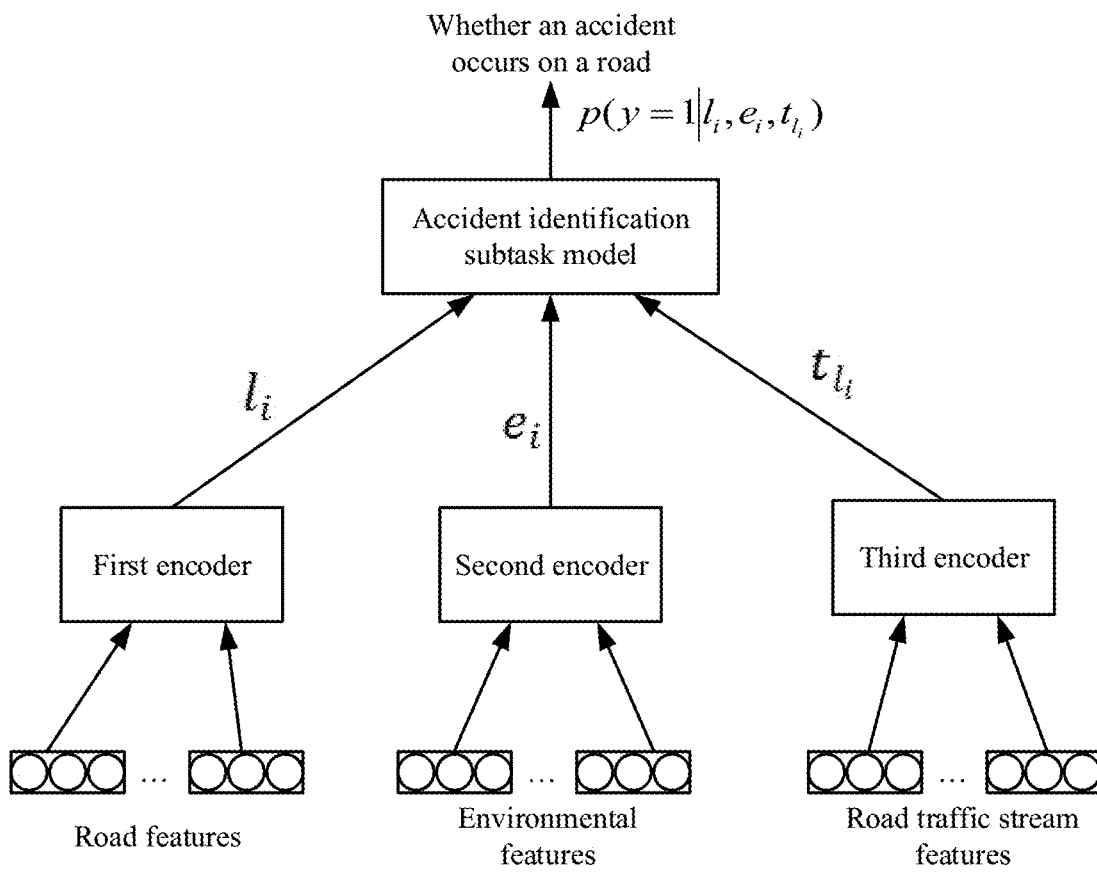 Whether an accident
occurs on a road
p(y = 1|l_i, e_i, t_{l_i})
Accident identification
subtask model
l_i
e_i
t_{l_i}
First encoder
Second encoder
Third encoder
... ... ...
Road features
Environmental
features
Road traffic stream
features